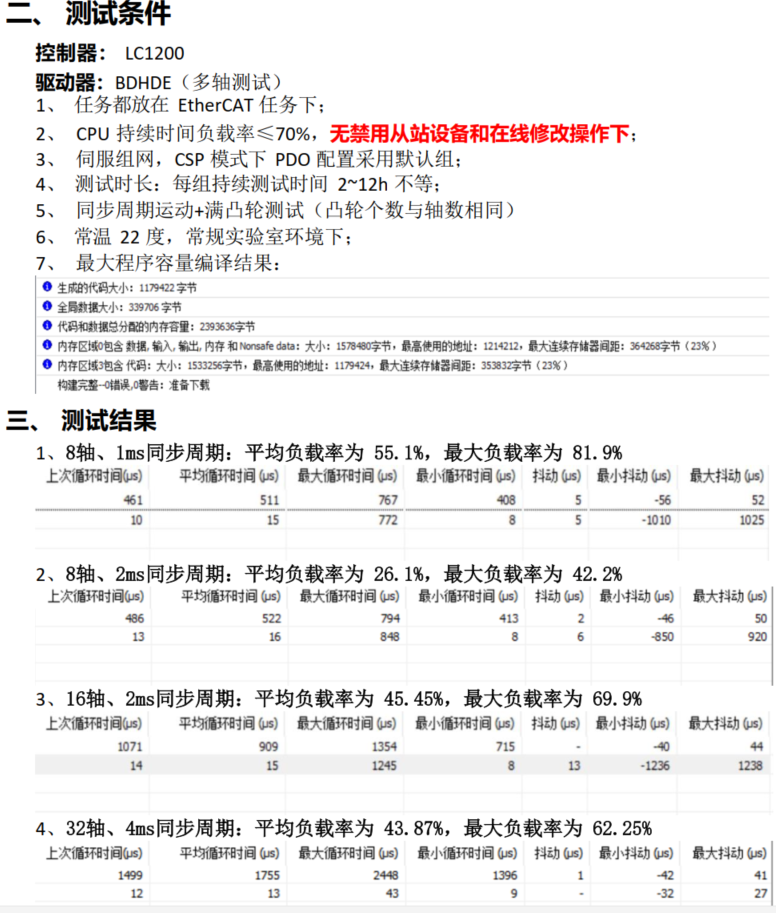 二、 测试条件
控制器： LC1200
驱动器：BDHDE（多轴测试）
1、 任务都放在 EtherCAT 任务下；
2、 CPU 持续时间负载率≤70%，无禁用从站设备和在线修改操作下；
3、 伺服组网，CSP 模式下 PDO 配置采用默认组；
4、 测试时长：每组持续测试时间 2~12h 不等；
5、 同步周期运动+满凸轮测试（凸轮个数与轴数相同）
6、 常温 22 度，常规实验室环境下；
7、 最大程序容量编译结果：
生成的代码大小：1179422 字节
全局数据大小：339706 字节
代码和数据总分配的内存容量：2393636字节
内存区域0包含 数据, 输入, 输出, 内存 和 Nonsafe data：大小：1578480字节，最高使用的地址：1214212，最大连续存储器间距：364268字节（23%）
内存区域3包含 代码：大小：1533256字节，最高使用的地址：1179424，最大连续存储器间距：353832字节（23%）
构建完整--0错误,0警告：准备下载
三、 测试结果
1、8轴、1ms同步周期：平均负载率为 55.1%，最大负载率为 81.9%
上次循环时间(μs) 平均循环时间 (μs) 最大循环时间 (μs) 最小循环时间 (μs) 抖动 (μs) 最小抖动 (μs) 最大抖动 (μs)
461 511 767 408 5 -56 52
10 15 772 8 5 -1010 1025
2、8轴、2ms同步周期：平均负载率为 26.1%，最大负载率为 42.2%
上次循环时间(μs) 平均循环时间 (μs) 最大循环时间 (μs) 最小循环时间 (μs) 抖动 (μs) 最小抖动 (μs) 最大抖动 (μs)
486 522 794 413 2 -46 50
13 16 848 8 6 -850 920
3、16轴、2ms同步周期：平均负载率为 45.45%，最大负载率为 69.9%
上次循环时间(μs) 平均循环时间 (μs) 最大循环时间 (μs) 最小循环时间 (μs) 抖动 (μs) 最小抖动 (μs) 最大抖动 (μs)
1071 909 1354 715 - -40 44
14 15 1245 8 13 -1236 1238
4、32轴、4ms同步周期：平均负载率为 43.87%，最大负载率为 62.25%
上次循环时间(μs) 平均循环时间 (μs) 最大循环时间 (μs) 最小循环时间 (μs) 抖动 (μs) 最小抖动 (μs) 最大抖动 (μs)
1499 1755 2448 1396 1 -42 41
12 13 43 9 - -32 27